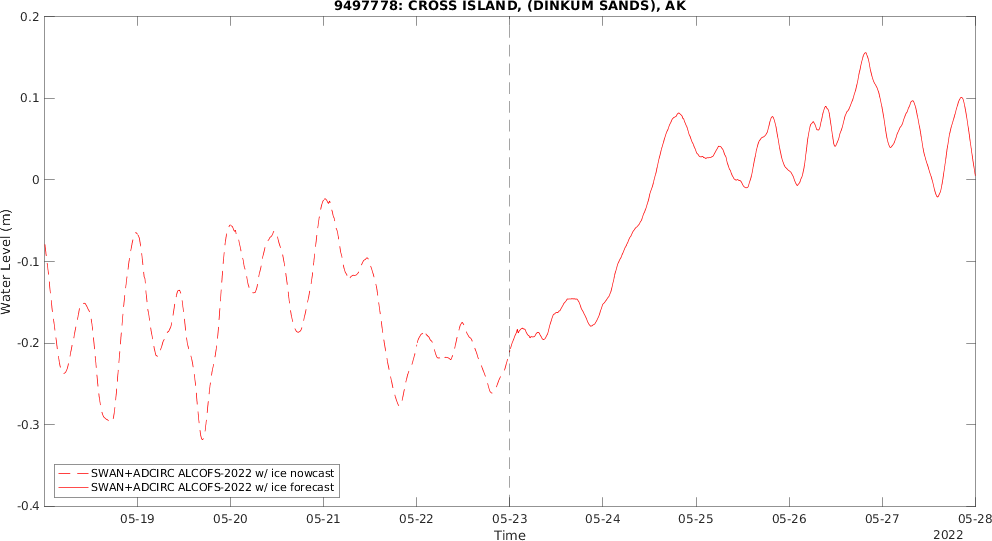 9497778: CROSS ISLAND, (DINKUM SANDS), AK
0.2
0.1
0
-0.1
-0.2
-0.3
-0.4
Water Level (m)
SWAN+ADCIRC ALCOFS-2022 w/ ice nowcast
SWAN+ADCIRC ALCOFS-2022 w/ ice forecast
05-19 05-20 05-21 05-22 05-23 05-24 05-25 05-26 05-27 05-28
Time
2022